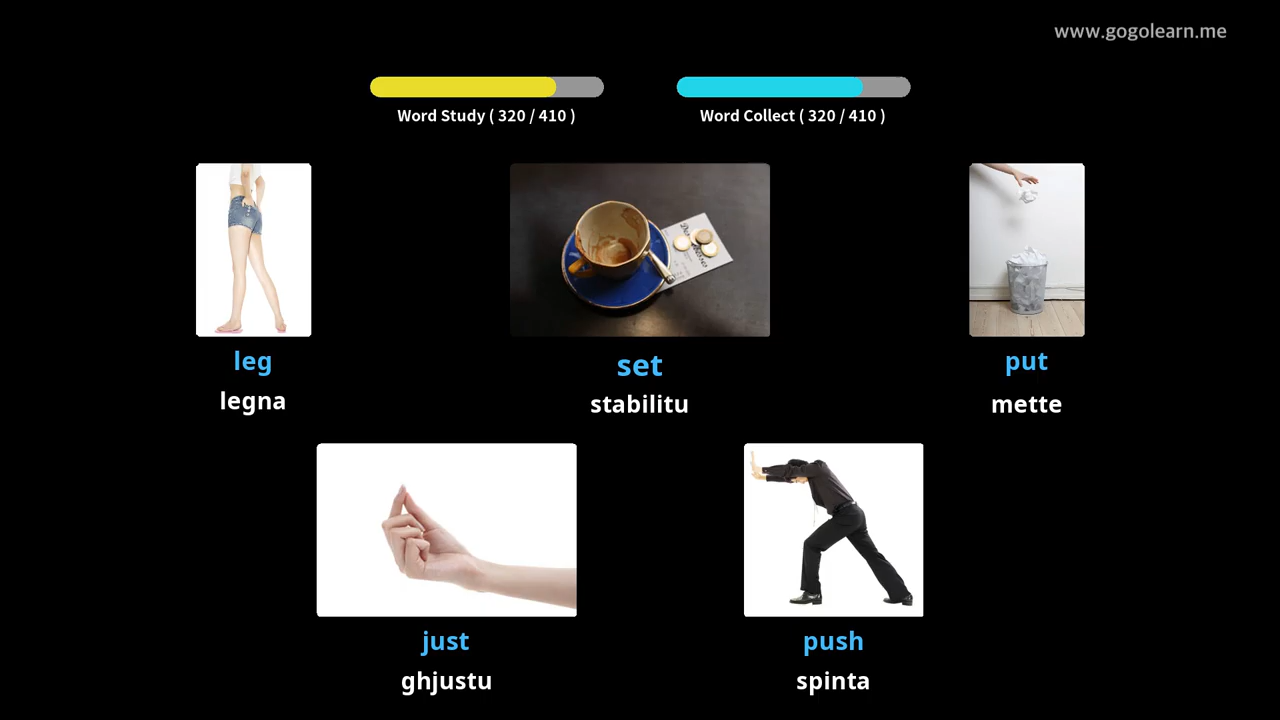 www.gogolearn.me
Word Study ( 320 / 410 )
Word Collect ( 320 / 410 )
leg
legna
set
stabilitu
put
mette
just
ghjustu
push
spinta